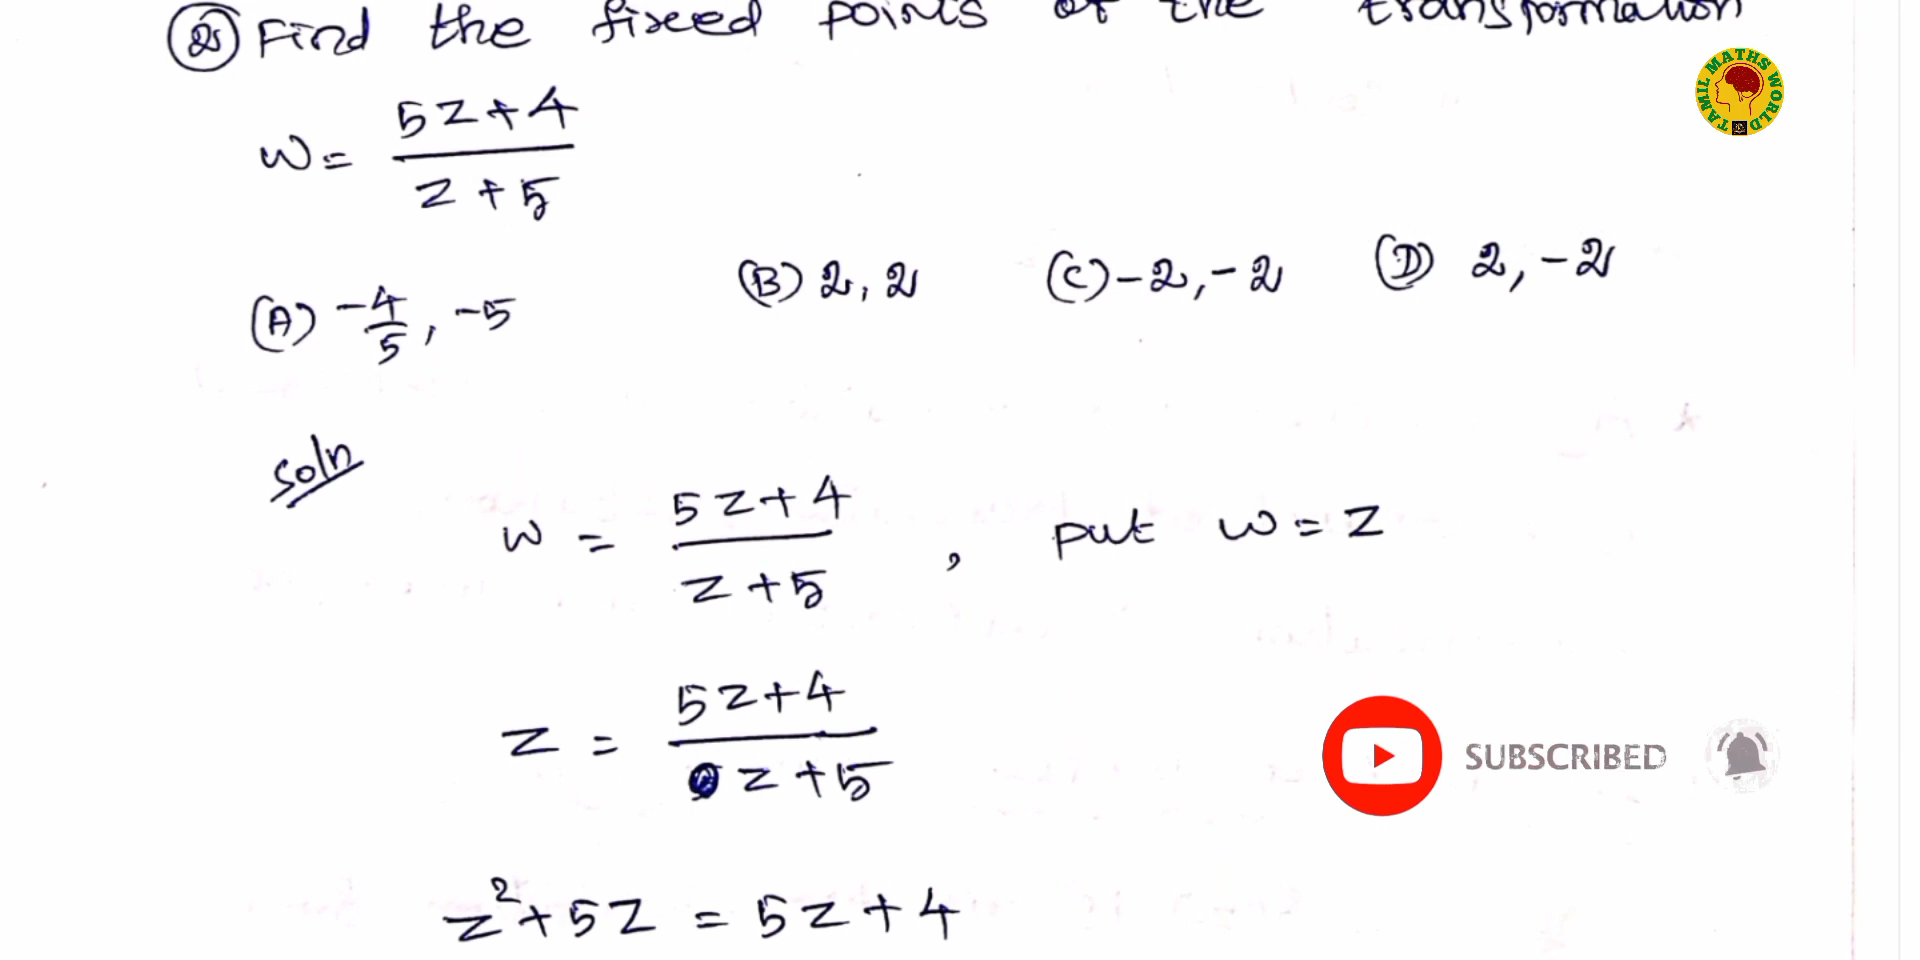 ② Find the fixed points of the transformation
w = (5z+4)/(z+5)
(A) -4/5, -5 (B) 2, 2 (C) -2, -2 (D) 2, -2
Soln
w = (5z+4)/(z+5) , put w = z
z = (5z+4)/(z+5)
z² + 5z = 5z + 4
TAMIL MATHS WORLD
SUBSCRIBED